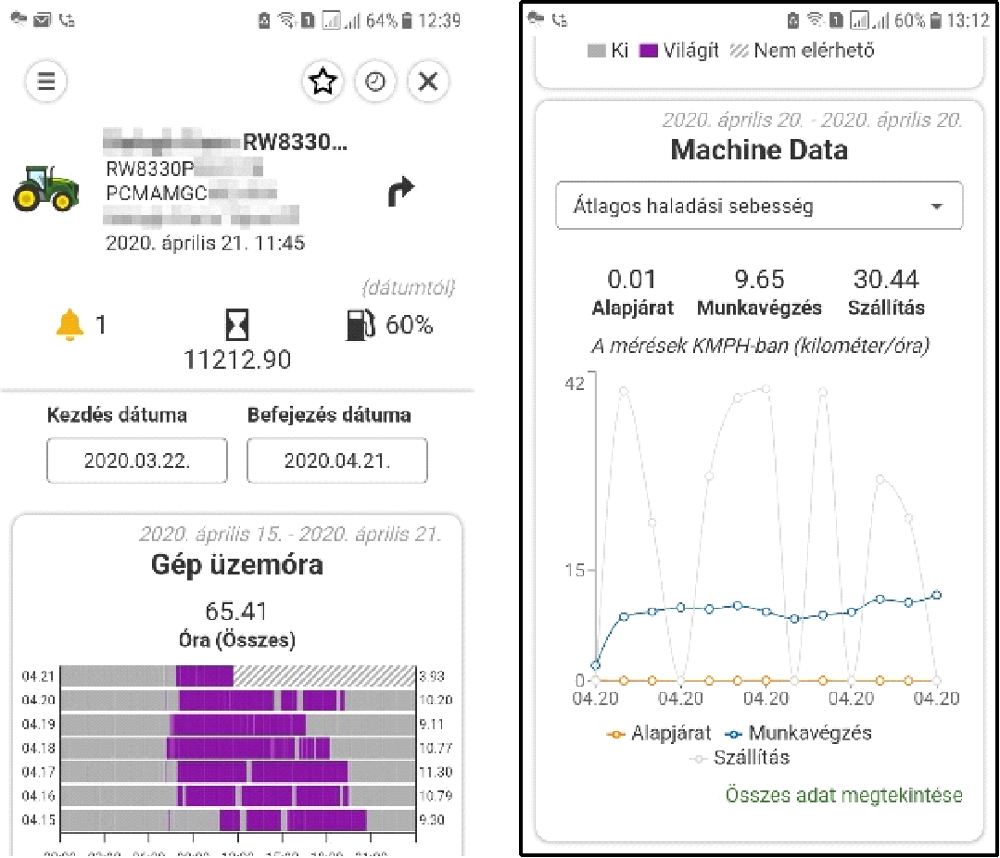 64% 12:39
RW8330...
RW8330P
PCMAMGC
2020. április 21. 11:45
{dátumtól}
1
60%
11212.90
Kezdés dátuma Befejezés dátuma
2020.03.22. 2020.04.21.
2020. április 15. - 2020. április 21.
Gép üzemóra
65.41
Óra (Összes)
04.21 3.93
04.20 10.20
04.19 9.11
04.18 10.77
04.17 11.30
04.16 10.79
04.15 9.30
1 60% 13:12
Ki Világít Nem elérhető
2020. április 20. - 2020. április 20.
Machine Data
Átlagos haladási sebesség
0.01 9.65 30.44
Alapjárat Munkavégzés Szállítás
A mérések KMPH-ban (kilométer/óra)
42
15
0
04.20 04.20 04.20 04.20 04.20
Alapjárat Munkavégzés
Szállítás
Összes adat megtekintése